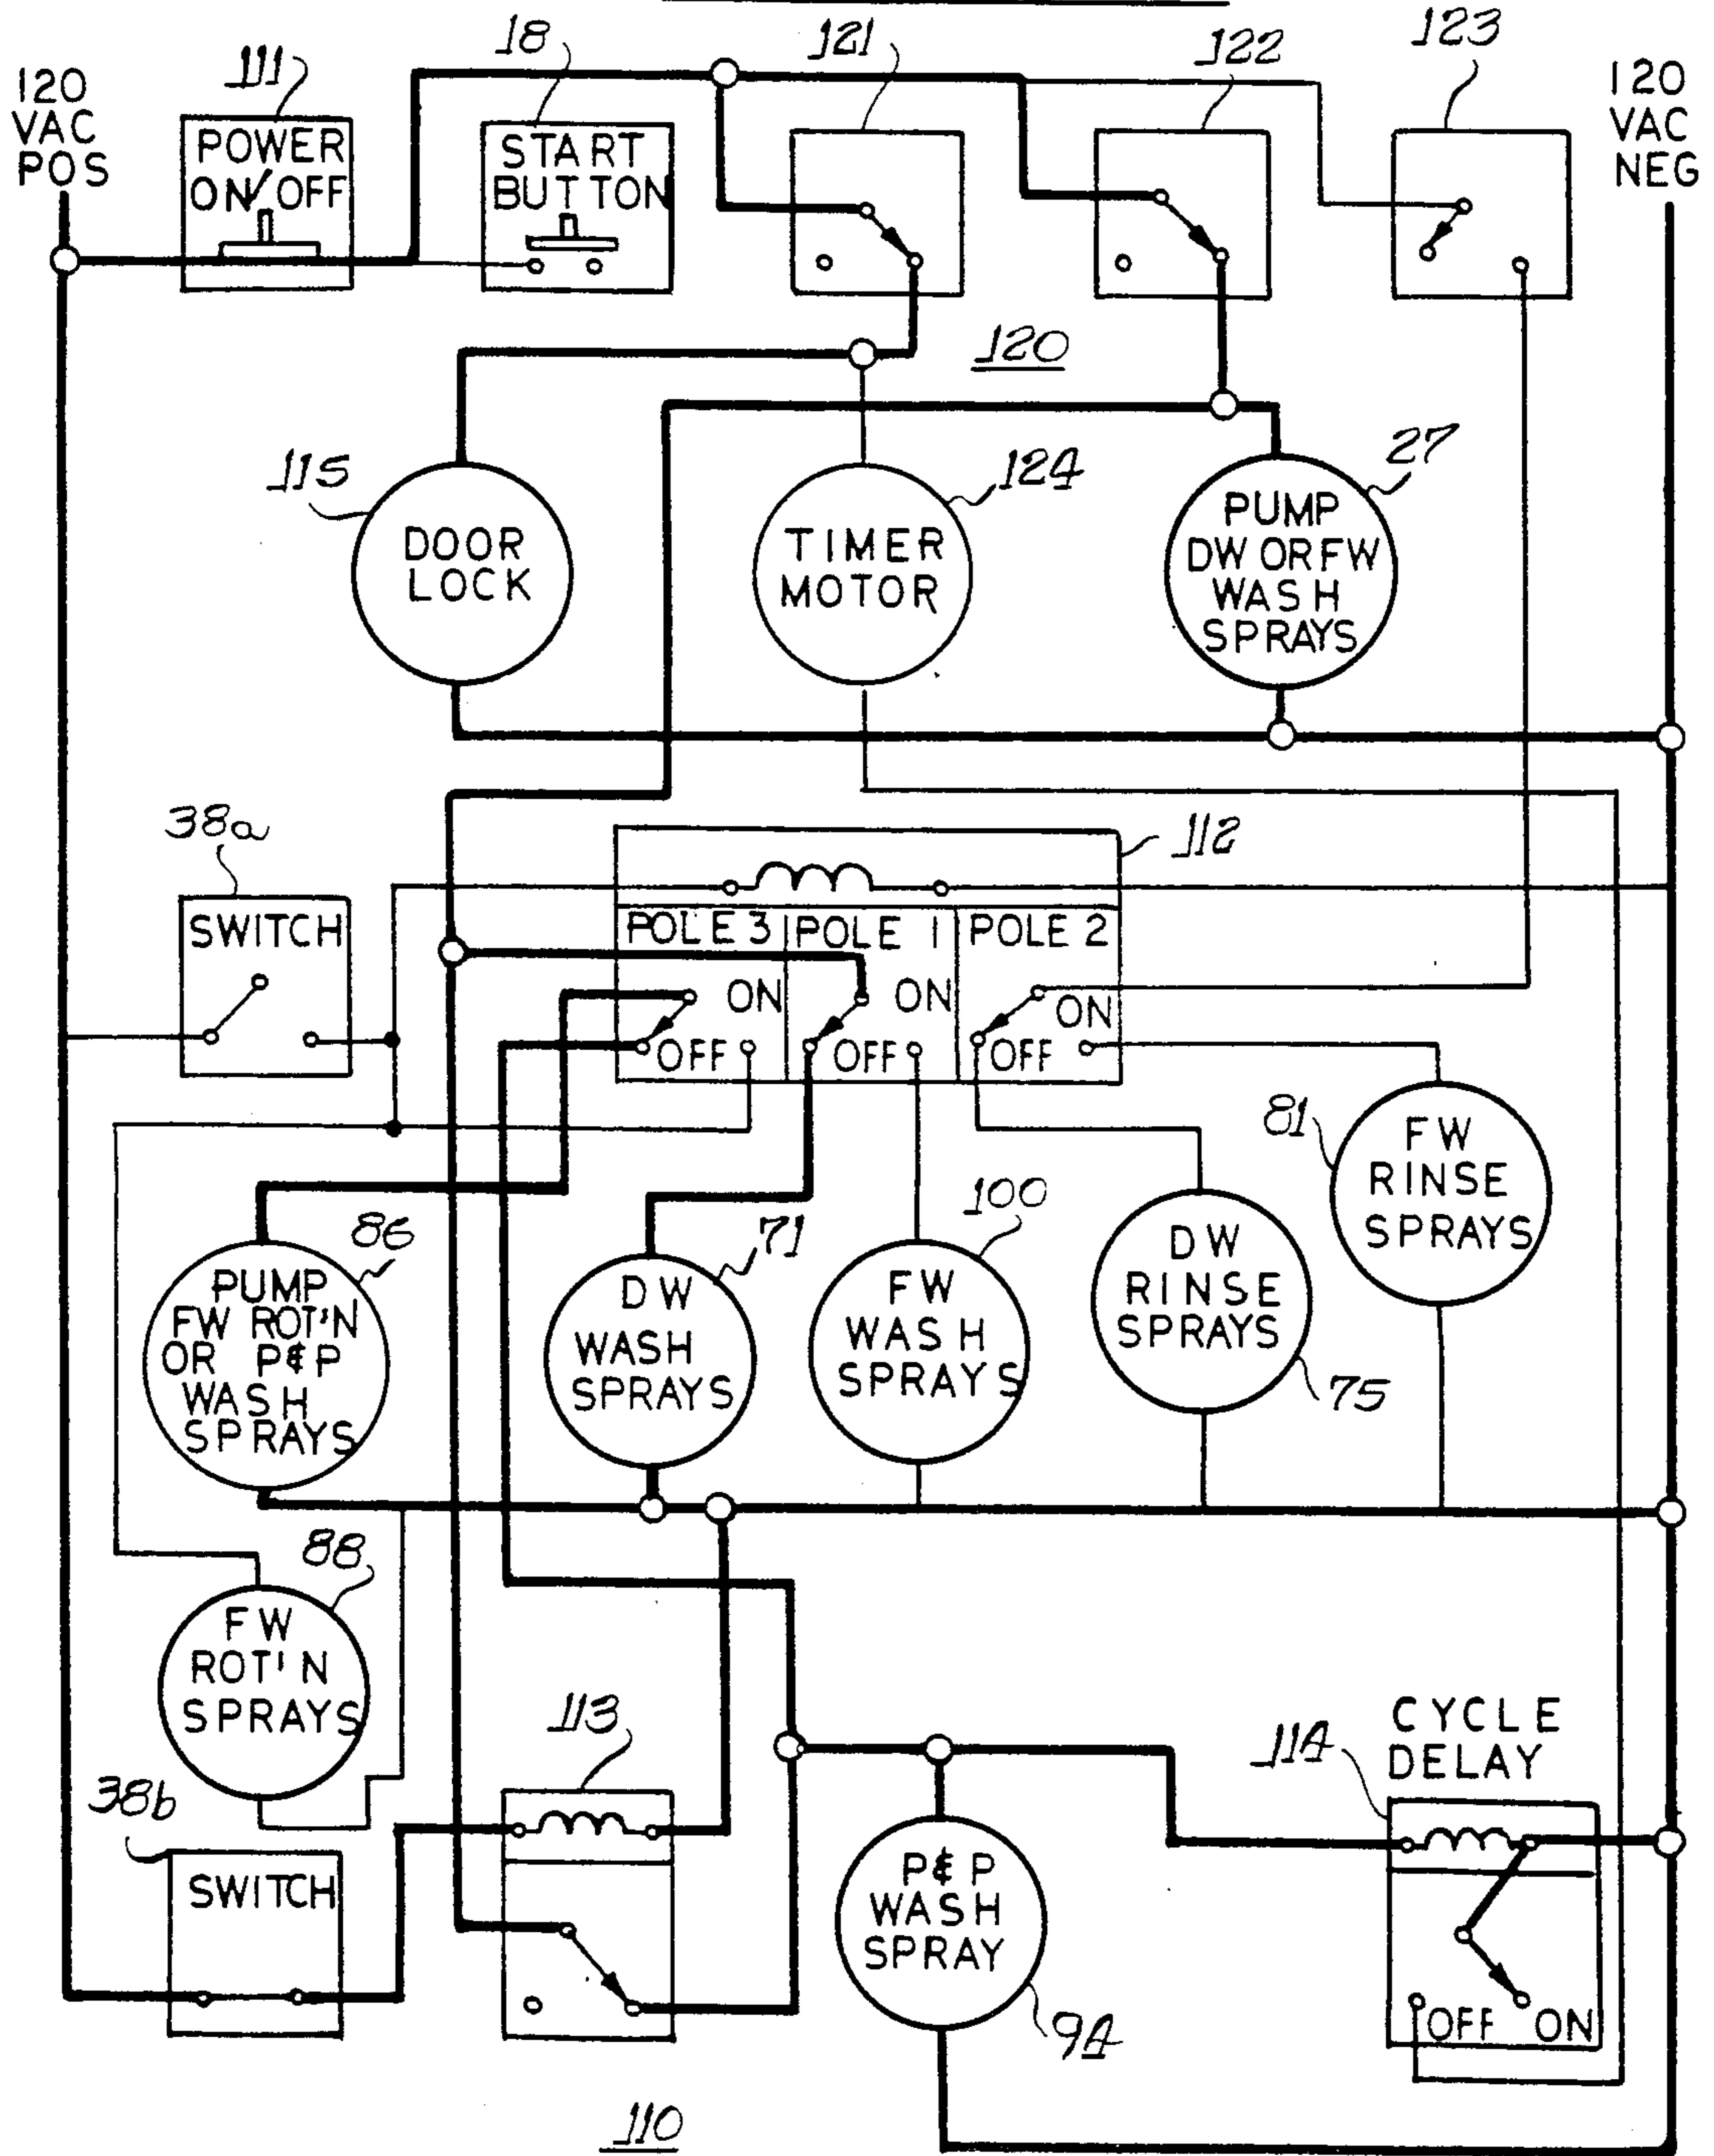 18
121
122
123
111
120
VAC
POS
POWER
ON/OFF
START
BUTTON
120
VAC
NEG
120
115
DOOR
LOCK
124
TIMER
MOTOR
27
PUMP
DW OR FW
WASH
SPRAYS
38a
SWITCH
112
POLE 3
POLE 1
POLE 2
ON
ON
ON
OFF
OFF
OFF
86
PUMP
FW ROT'N
OR P&P
WASH
SPRAYS
71
DW
WASH
SPRAYS
100
FW
WASH
SPRAYS
DW
RINSE
SPRAYS
75
81
FW
RINSE
SPRAYS
88
FW
ROT'N
SPRAYS
38b
SWITCH
113
P&P
WASH
SPRAY
94
CYCLE
DELAY
114
OFF
ON
110